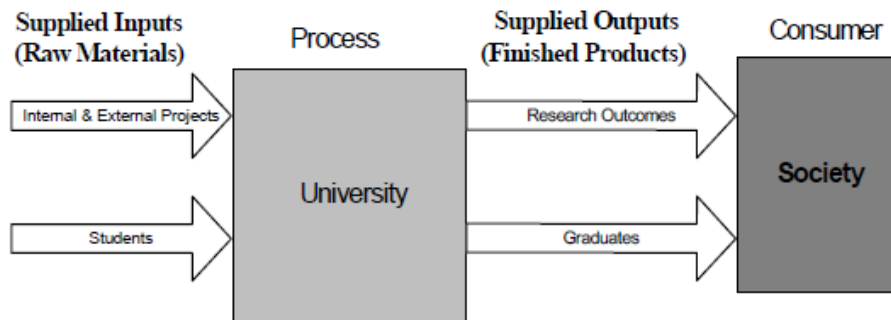 Supplied Inputs
(Raw Materials)
Process
Supplied Outputs
(Finished Products)
Consumer
Internal & External Projects
Research Outcomes
University
Society
Students
Graduates